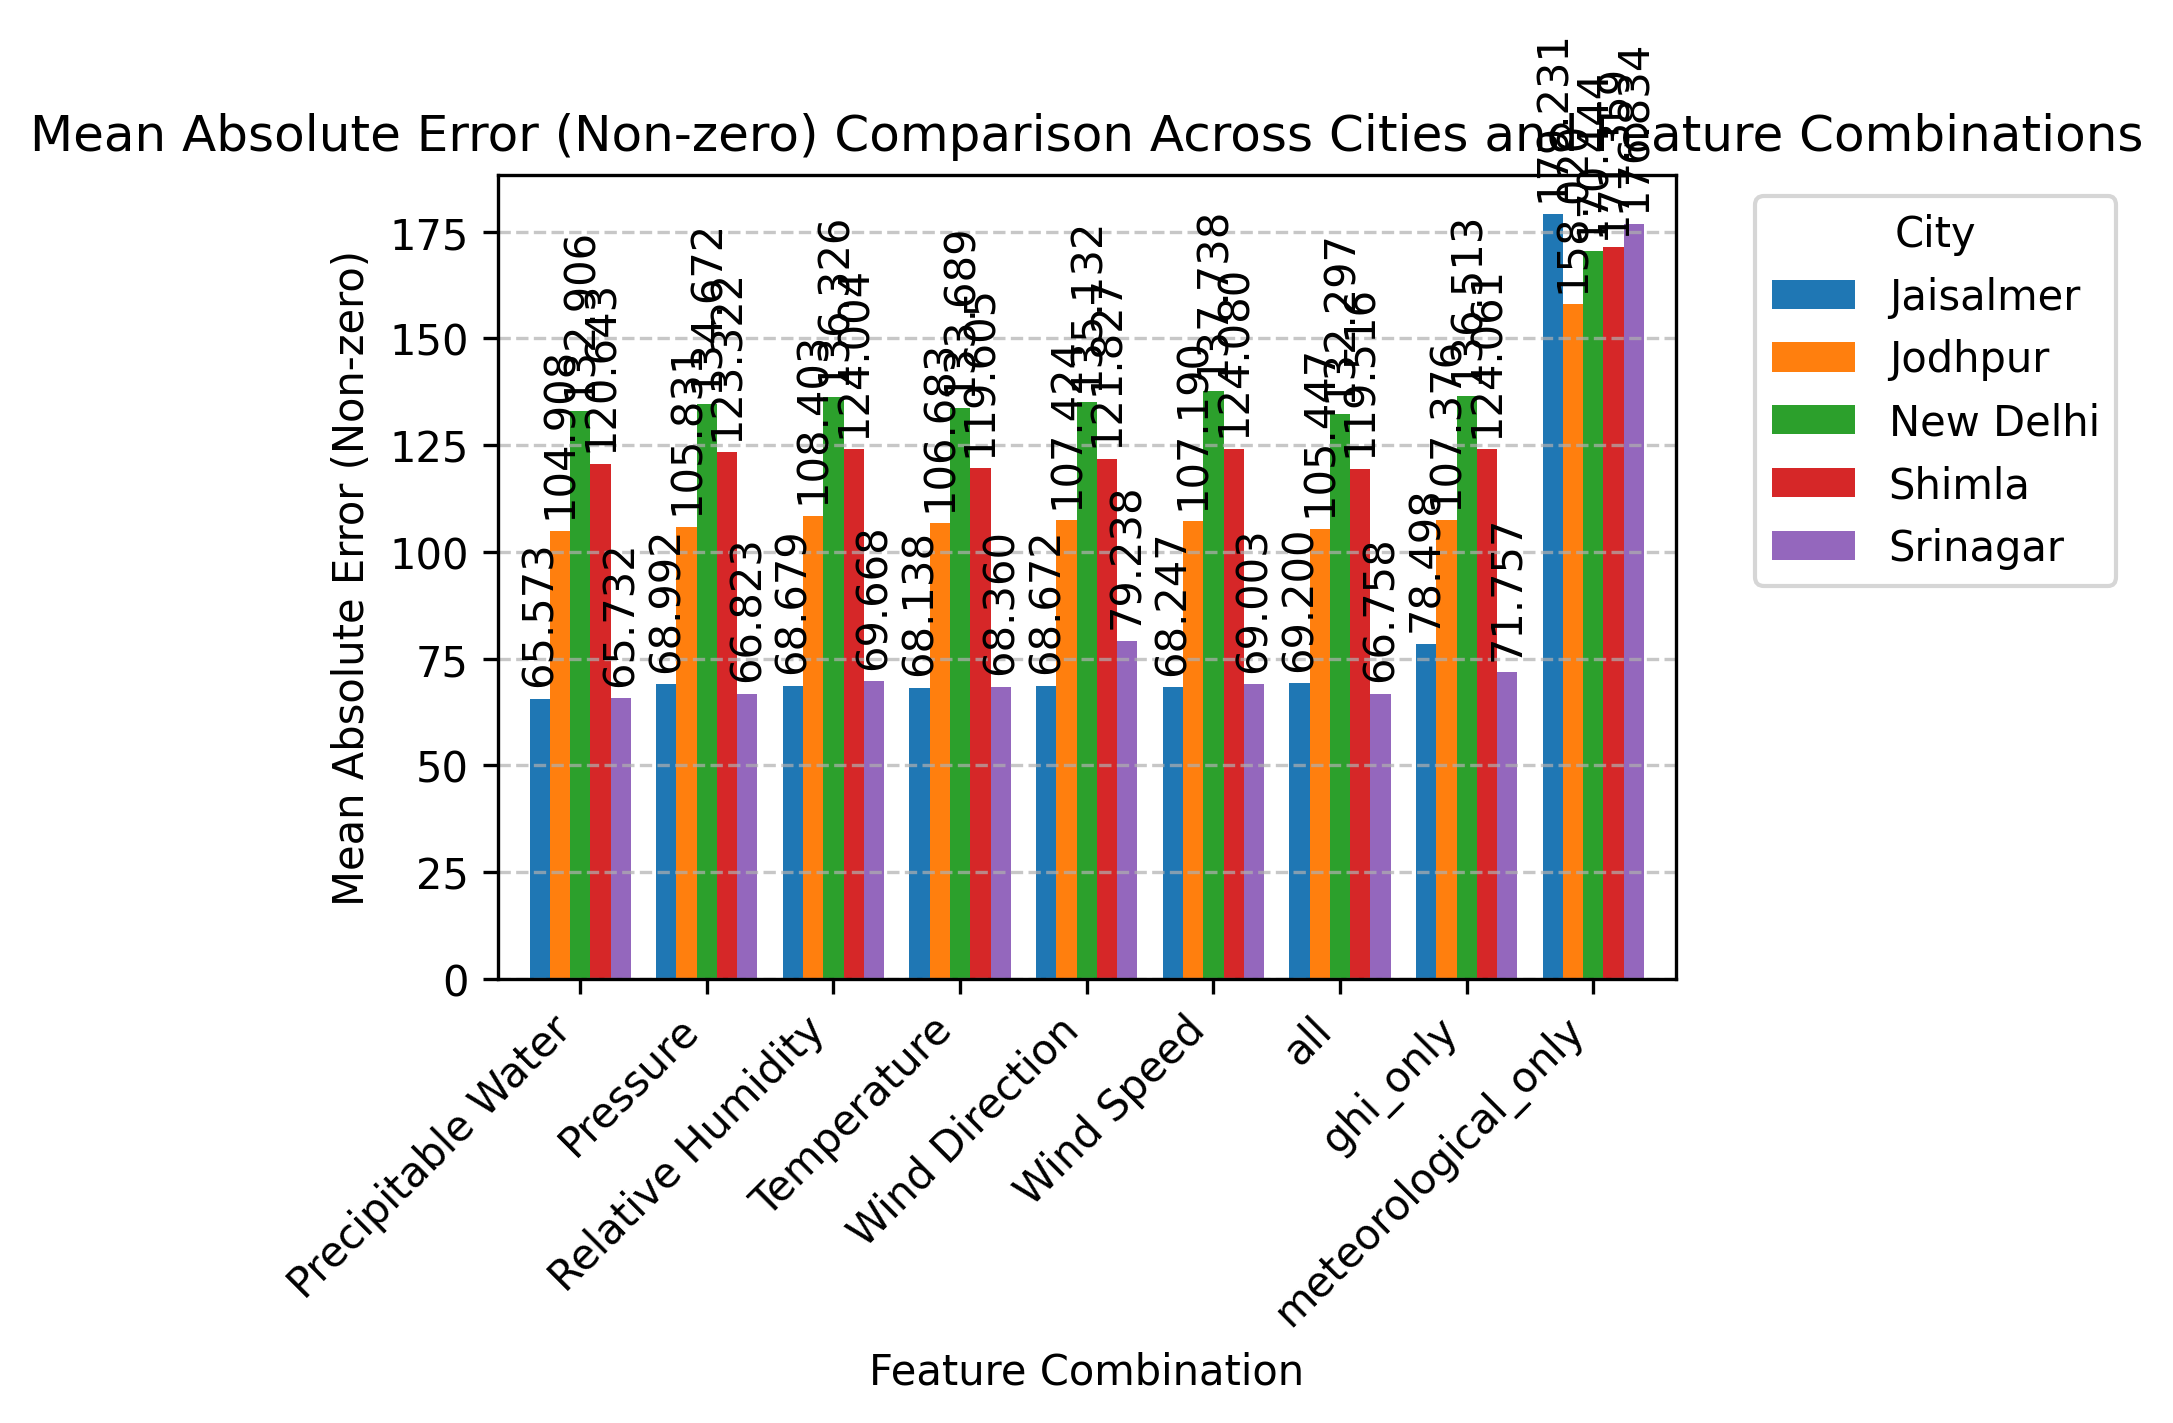 Mean Absolute Error (Non-zero) Comparison Across Cities and Feature Combinations
Mean Absolute Error (Non-zero)
175
150
125
100
75
50
25
0
65.573
104.908
132.906
120.643
65.732
68.992
105.831
134.672
123.322
66.823
68.679
108.403
136.326
124.004
69.668
68.138
106.683
133.689
119.605
68.360
68.672
107.424
135.132
121.827
79.238
68.247
107.190
137.738
124.080
69.003
69.200
105.447
132.297
119.516
66.758
78.498
107.376
136.513
124.061
71.757
179.231
170.444
176.834
Precipitable Water
Pressure
Relative Humidity
Temperature
Wind Direction
Wind Speed
all
ghi_only
meteorological_only
Feature Combination
City
Jaisalmer
Jodhpur
New Delhi
Shimla
Srinagar